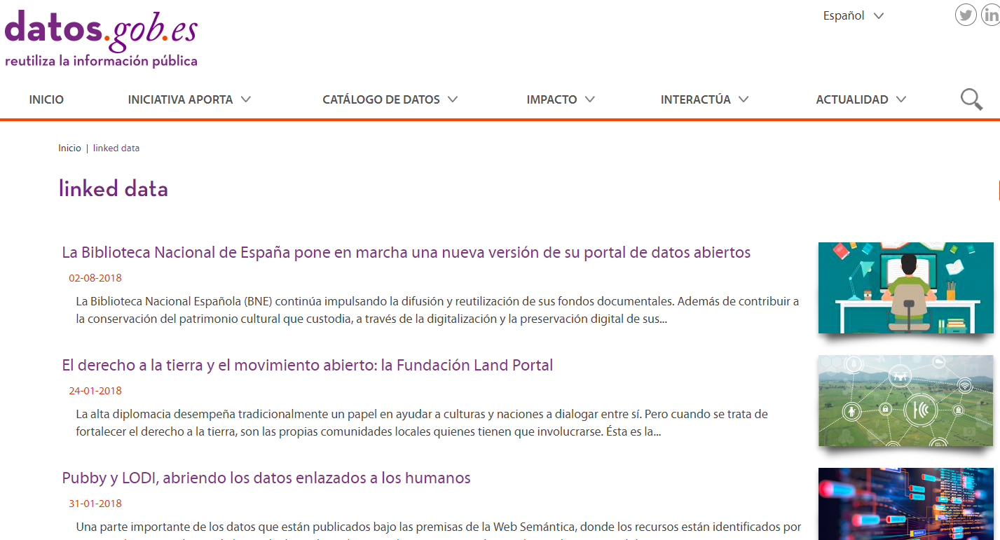 datos.gob.es
reutiliza la información pública
Español
INICIO
INICIATIVA APORTA
CATÁLOGO DE DATOS
IMPACTO
INTERACTÚA
ACTUALIDAD
Inicio | linked data
linked data
La Biblioteca Nacional de España pone en marcha una nueva versión de su portal de datos abiertos
02-08-2018
La Biblioteca Nacional Española (BNE) continúa impulsando la difusión y reutilización de sus fondos documentales. Además de contribuir a
la conservación del patrimonio cultural que custodia, a través de la digitalización y la preservación digital de sus...
El derecho a la tierra y el movimiento abierto: la Fundación Land Portal
24-01-2018
La alta diplomacia desempeña tradicionalmente un papel en ayudar a culturas y naciones a dialogar entre sí. Pero cuando se trata de
fortalecer el derecho a la tierra, son las propias comunidades locales quienes tienen que involucrarse. Ésta es la...
Pubby y LODI, abriendo los datos enlazados a los humanos
31-01-2018
Una parte importante de los datos que están publicados bajo las premisas de la Web Semántica, donde los recursos están identificados por